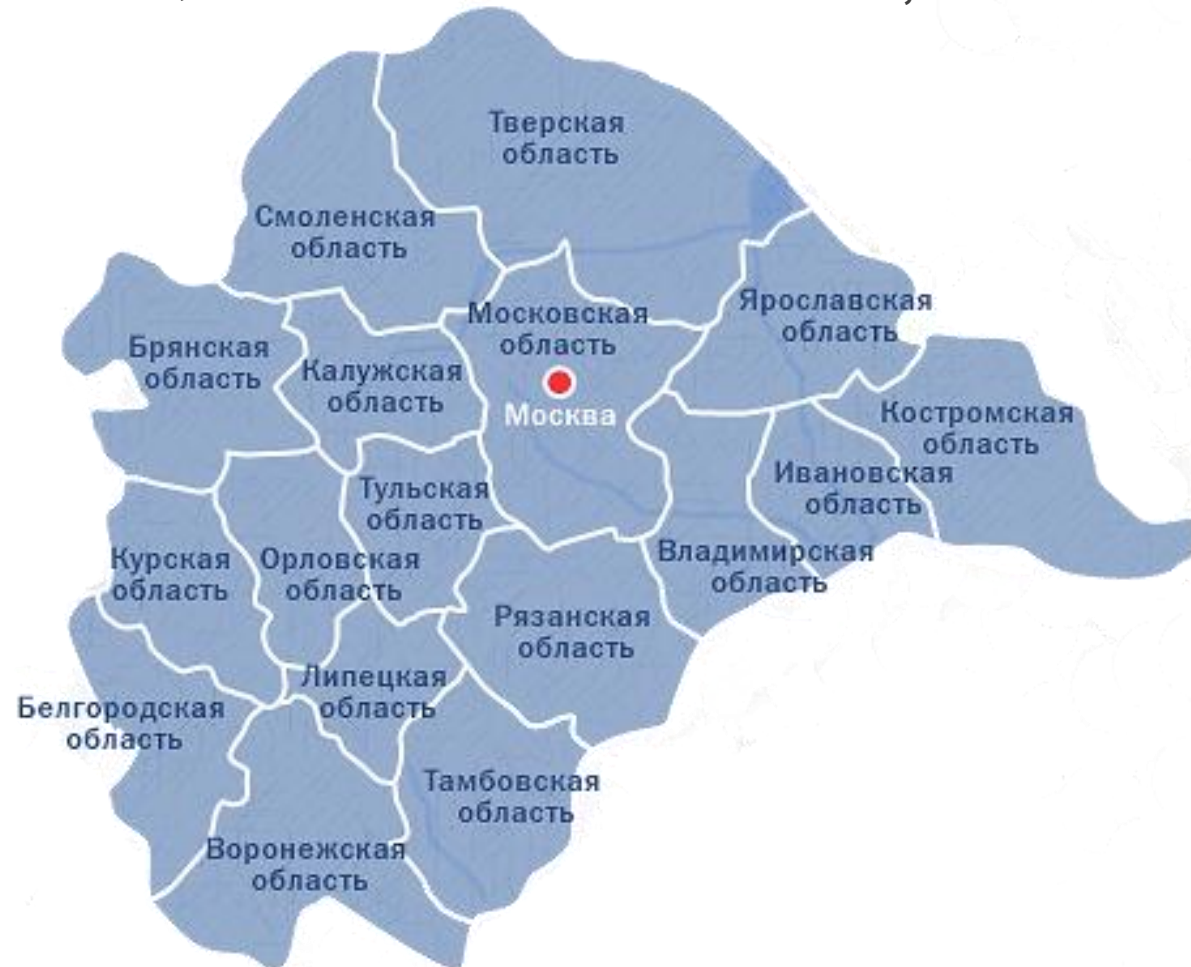 Тверская
область
Смоленская
область
Московская
область
Москва
Ярославская
область
Брянская
область
Калужская
область
Костромская
область
Ивановская
область
Тульская
область
Курская
область
Орловская
область
Владимирская
область
Рязанская
область
Липецкая
область
Белгородская
область
Тамбовская
область
Воронежская
область